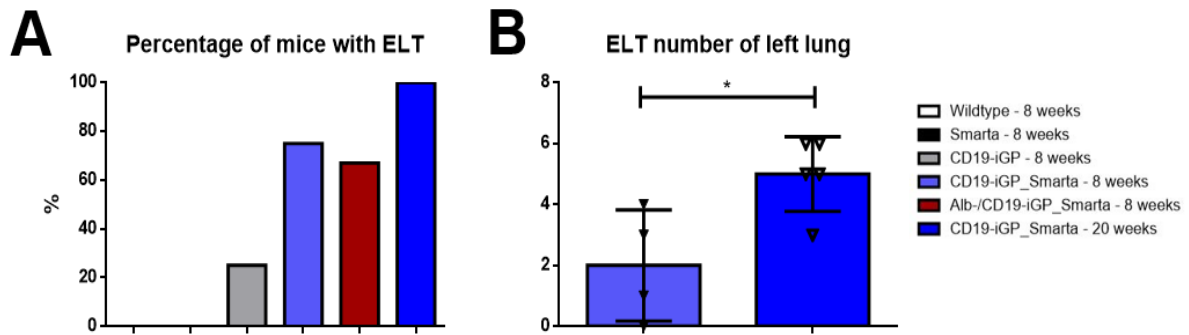 A
Percentage of mice with ELT
%
100
80
60
40
20
0
B
ELT number of left lung
8
6
4
2
0
*
Wildtype - 8 weeks
Smarta - 8 weeks
CD19-iGP - 8 weeks
CD19-iGP_Smarta - 8 weeks
Alb-/CD19-iGP_Smarta - 8 weeks
CD19-iGP_Smarta - 20 weeks